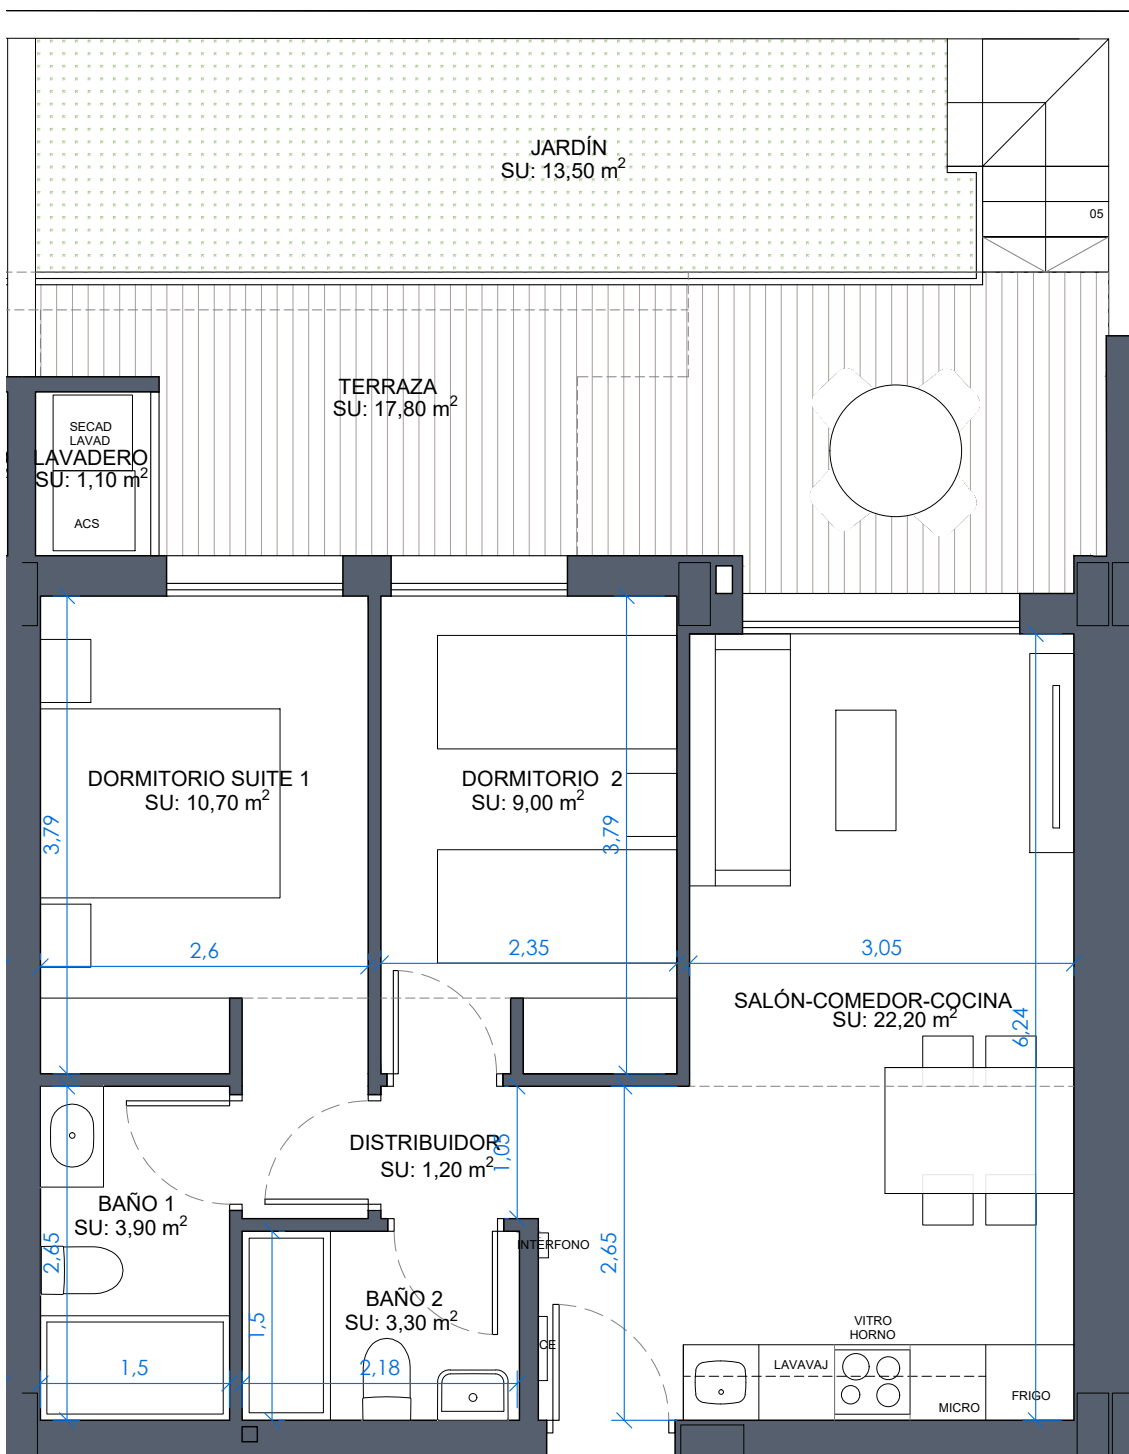 JARDÍN
SU: 13,50 m²
05
TERRAZA
SU: 17,80 m²
SECAD
LAVAD
LAVADERO
SU: 1,10 m²
ACS
DORMITORIO SUITE 1
SU: 10,70 m²
DORMITORIO 2
SU: 9,00 m²
3,79
3,79
2,6
2,35
3,05
SALÓN-COMEDOR-COCINA
SU: 22,20 m²
6,24
DISTRIBUIDOR
SU: 1,20 m²
1,05
BAÑO 1
SU: 3,90 m²
2,65
INTERFONO
2,65
BAÑO 2
SU: 3,30 m²
1,5
VITRO
HORNO
CE
LAVAVAJ
1,5
2,18
FRIGO
MICRO